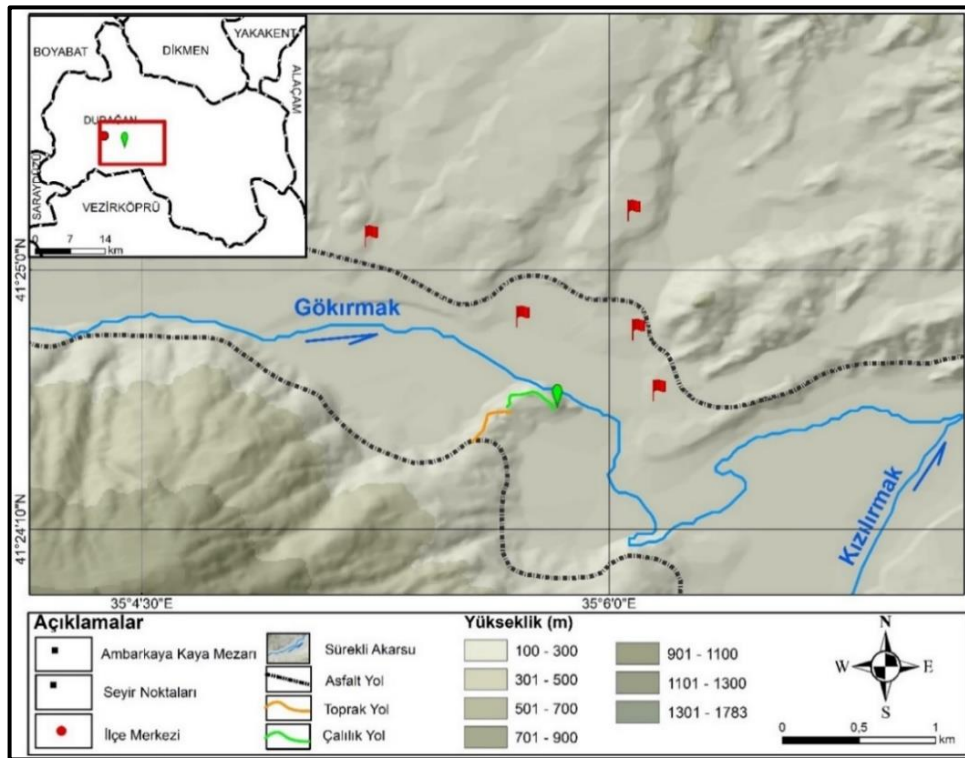 BOYABAT
DİKMEN
YAKAKENT
ALAÇAM
DURAĞAN
SARAYDÜZÜ
VEZİRKÖPRÜ
0 7 14
km
41°25'0"N
41°24'10"N
Gökırmak
Kızılırmak
35°4'30"E
35°6'0"E
Açıklamalar
Ambarkaya Kaya Mezarı
Seyir Noktaları
İlçe Merkezi
Sürekli Akarsu
Asfalt Yol
Toprak Yol
Çalılık Yol
Yükseklik (m)
100 - 300
301 - 500
501 - 700
701 - 900
901 - 1100
1101 - 1300
1301 - 1783
N
W E
S
0 0,5 1
km